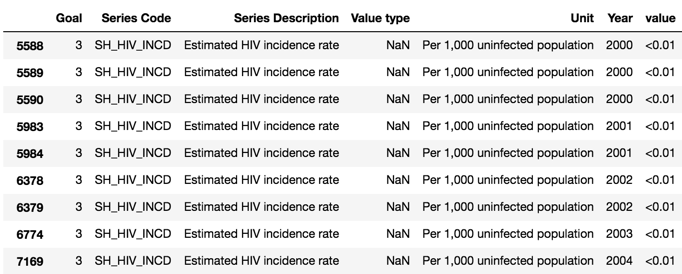 Goal Series Code Series Description Value type Unit Year value
5588 3 SH_HIV_INCD Estimated HIV incidence rate NaN Per 1,000 uninfected population 2000 <0.01
5589 3 SH_HIV_INCD Estimated HIV incidence rate NaN Per 1,000 uninfected population 2000 <0.01
5590 3 SH_HIV_INCD Estimated HIV incidence rate NaN Per 1,000 uninfected population 2000 <0.01
5983 3 SH_HIV_INCD Estimated HIV incidence rate NaN Per 1,000 uninfected population 2001 <0.01
5984 3 SH_HIV_INCD Estimated HIV incidence rate NaN Per 1,000 uninfected population 2001 <0.01
6378 3 SH_HIV_INCD Estimated HIV incidence rate NaN Per 1,000 uninfected population 2002 <0.01
6379 3 SH_HIV_INCD Estimated HIV incidence rate NaN Per 1,000 uninfected population 2002 <0.01
6774 3 SH_HIV_INCD Estimated HIV incidence rate NaN Per 1,000 uninfected population 2003 <0.01
7169 3 SH_HIV_INCD Estimated HIV incidence rate NaN Per 1,000 uninfected population 2004 <0.01